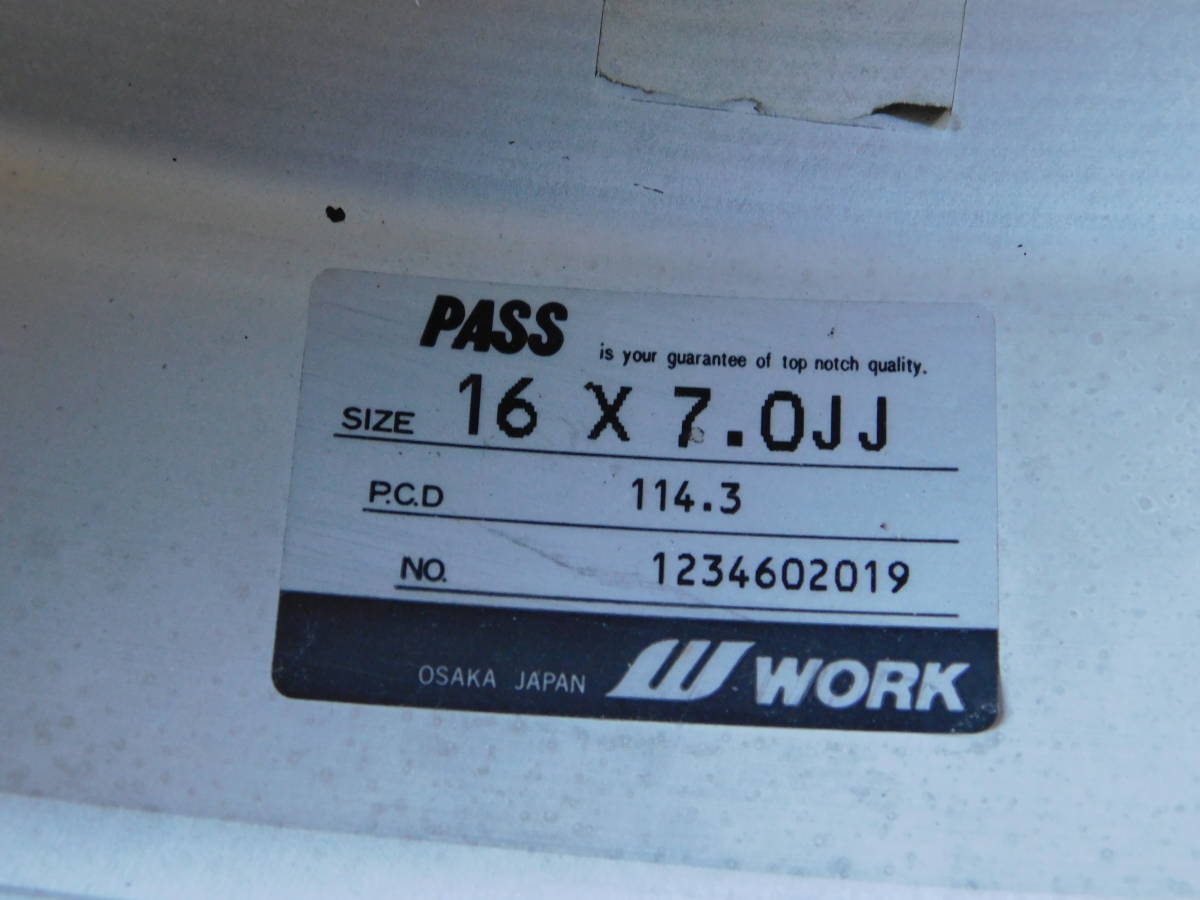 PASS is your guarantee of top notch quality.
SIZE 16 X 7.0JJ
P.C.D 114.3
NO. 1234602019
OSAKA JAPAN W WORK